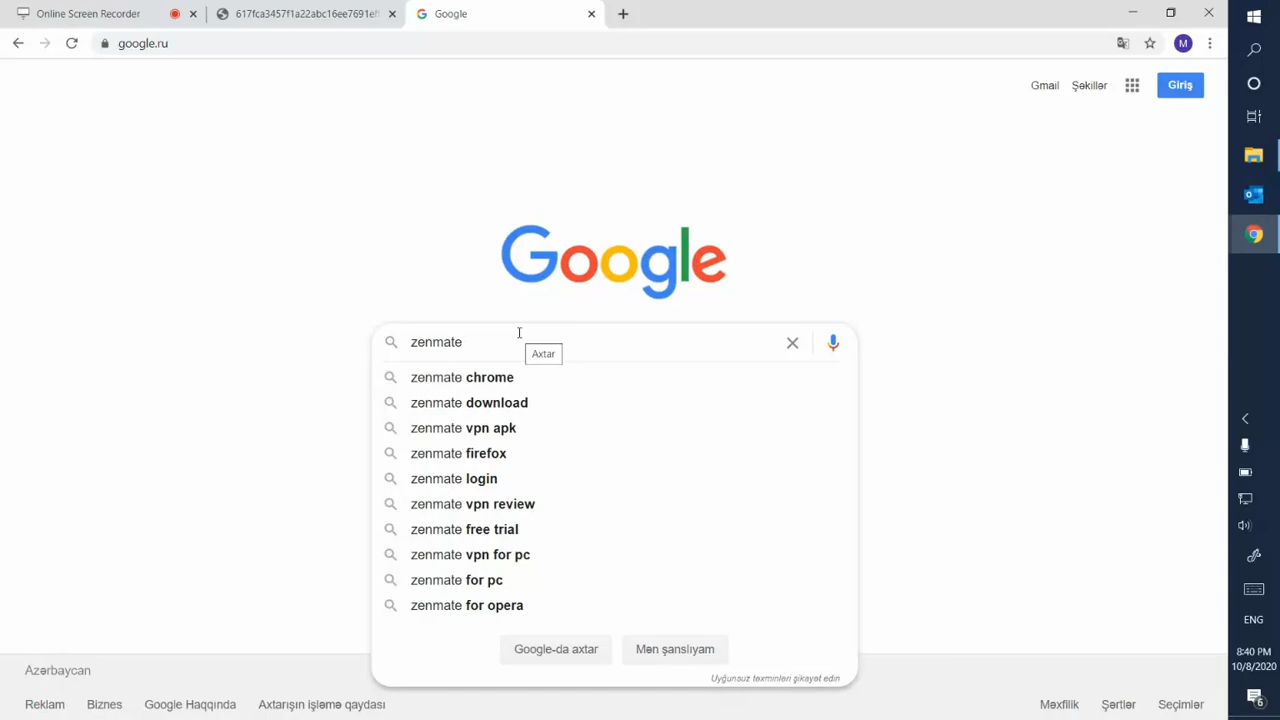 Online Screen Recorder
617fca3457f1a22abc16ee7691ef
Google
google.ru
M
Gmail
Şəkillər
Giriş
Google
zenmate
Axtar
zenmate chrome
zenmate download
zenmate vpn apk
zenmate firefox
zenmate login
zenmate vpn review
zenmate free trial
zenmate vpn for pc
zenmate for pc
zenmate for opera
Google-da axtar
Mən şanslıyam
Uyğunsuz təxminləri şikayət edin
Azərbaycan
Reklam
Biznes
Google Haqqında
Axtarışın işləmə qaydası
Məxfilik
Şərtlər
Seçimlər
ENG
8:40 PM
10/8/2020
6